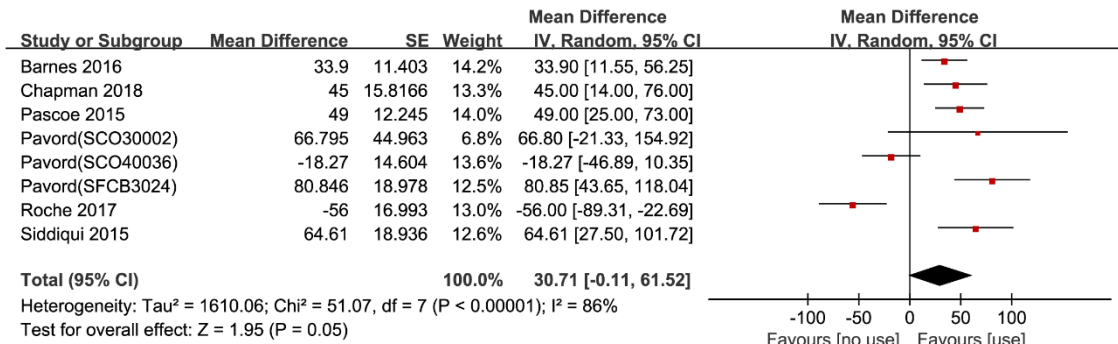 Mean Difference Mean Difference
Study or Subgroup Mean Difference SE Weight IV, Random, 95% CI IV, Random, 95% CI
Barnes 2016 33.9 11.403 14.2% 33.90 [11.55, 56.25]
Chapman 2018 45 15.8166 13.3% 45.00 [14.00, 76.00]
Pascoe 2015 49 12.245 14.0% 49.00 [25.00, 73.00]
Pavord(SCO30002) 66.795 44.963 6.8% 66.80 [-21.33, 154.92]
Pavord(SCO40036) -18.27 14.604 13.6% -18.27 [-46.89, 10.35]
Pavord(SFCB3024) 80.846 18.978 12.5% 80.85 [43.65, 118.04]
Roche 2017 -56 16.993 13.0% -56.00 [-89.31, -22.69]
Siddiqui 2015 64.61 18.936 12.6% 64.61 [27.50, 101.72]
Total (95% CI) 100.0% 30.71 [-0.11, 61.52]
Heterogeneity: Tau² = 1610.06; Chi² = 51.07, df = 7 (P < 0.00001); I² = 86%
Test for overall effect: Z = 1.95 (P = 0.05)
-100 -50 0 50 100
Favours [no use] Favours [use]